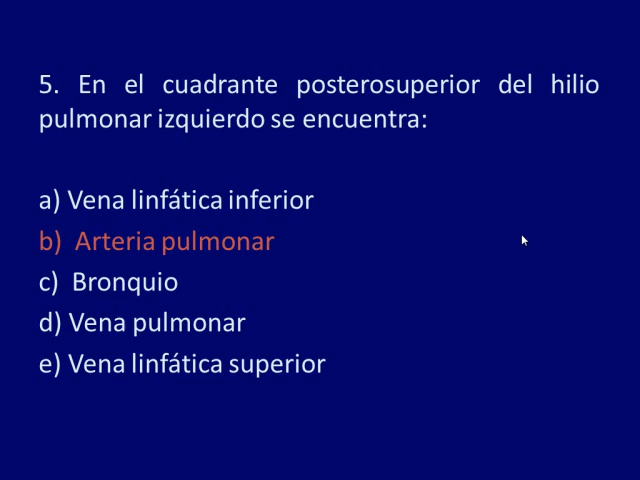 5. En el cuadrante posterosuperior del hilio
pulmonar izquierdo se encuentra:
a) Vena linfática inferior
b) Arteria pulmonar
c) Bronquio
d) Vena pulmonar
e) Vena linfática superior